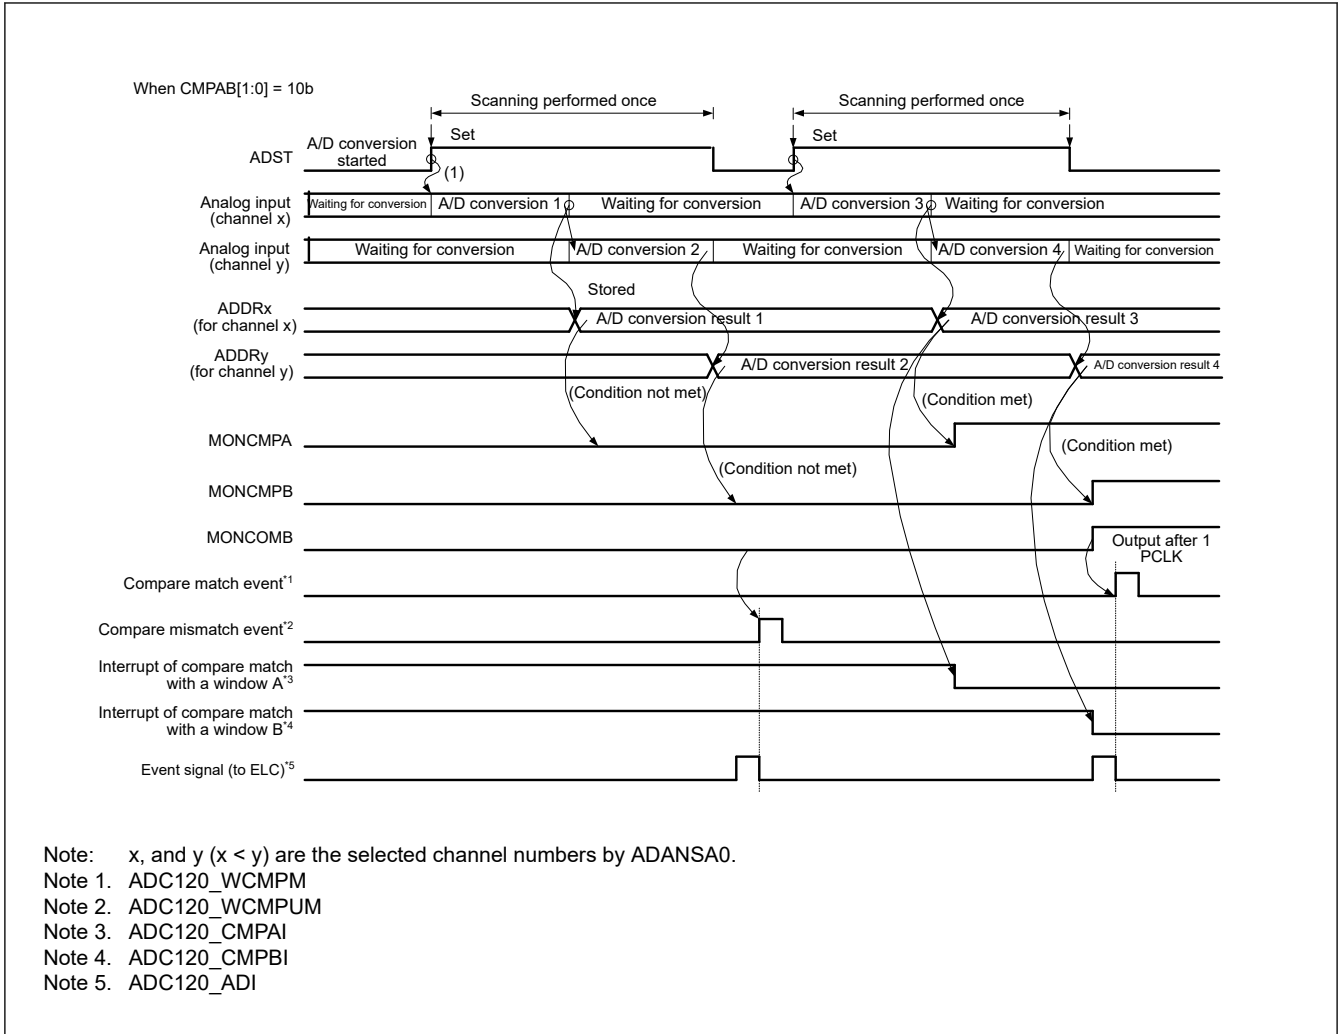 When CMPAB[1:0] = 10b
Scanning performed once
Scanning performed once
ADST
A/D conversion
started
Set
Set
(1)
Analog input
(channel x)
Waiting for conversion
A/D conversion 1
Waiting for conversion
A/D conversion 3
Waiting for conversion
Analog input
(channel y)
Waiting for conversion
A/D conversion 2
Waiting for conversion
A/D conversion 4
Waiting for conversion
Stored
ADDRx
(for channel x)
A/D conversion result 1
A/D conversion result 3
ADDRy
(for channel y)
A/D conversion result 2
A/D conversion result 4
(Condition not met)
(Condition met)
MONCMPA
(Condition met)
(Condition not met)
MONCMPB
MONCOMB
Output after 1
PCLK
Compare match event*1
Compare mismatch event*2
Interrupt of compare match
with a window A*3
Interrupt of compare match
with a window B*4
Event signal (to ELC)*5
Note: x, and y (x < y) are the selected channel numbers by ADANSA0.
Note 1. ADC120_WCMPM
Note 2. ADC120_WCMPUM
Note 3. ADC120_CMPAI
Note 4. ADC120_CMPBI
Note 5. ADC120_ADI